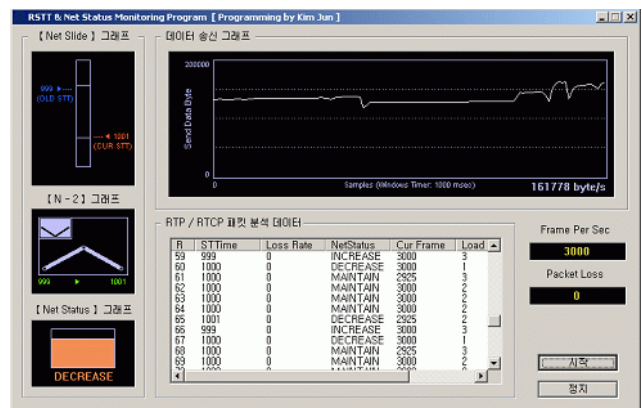 RSTT & Net Status Monitoring Program [ Programming by Kim Jun ]
[ Net Slide ] 그래프
999
(OLD STT)
1001
(CUR STT)
[ N - 2 ] 그래프
999
1001
[ Net Status ] 그래프
DECREASE
데이터 송신 그래프
200000
Send Data Byte
0
0
Samples (Windows Timer: 1000 msec)
161778 byte/s
RTP / RTCP 패킷 분석 데이터
R STTime Loss Rate NetStatus Cur Frame Load
59 999 0 INCREASE 3000 3
60 1000 0 DECREASE 3000 1
61 1000 0 MAINTAIN 2925 3
62 1000 0 MAINTAIN 3000 2
63 1000 0 MAINTAIN 3000 2
64 1000 0 MAINTAIN 3000 2
65 1001 0 DECREASE 2925 2
66 999 0 INCREASE 3000 3
67 1000 0 DECREASE 3000 1
68 1000 0 MAINTAIN 2925 3
69 1000 0 MAINTAIN 3000 2
Frame Per Sec
3000
Packet Loss
0
시작
정지